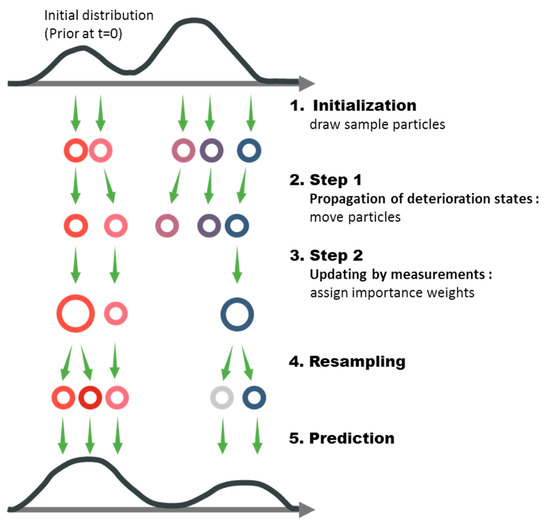 Initial distribution
(Prior at t=0)
1. Initialization
draw sample particles
2. Step 1
Propagation of deterioration states :
move particles
3. Step 2
Updating by measurements :
assign importance weights
4. Resampling
5. Prediction